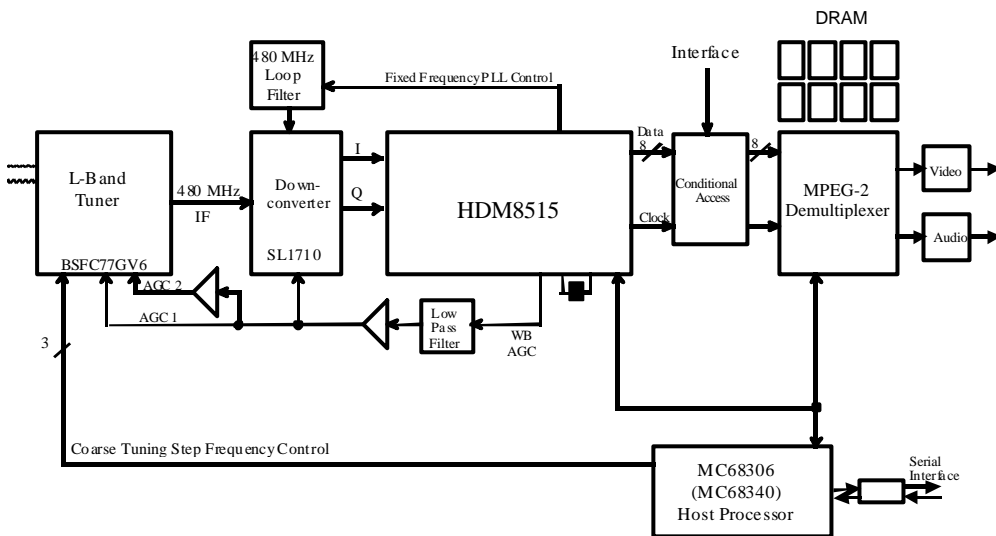 DRAM
480 MHz
Loop
Filter
Fixed Frequency PLL Control
Interface
L-Band
Tuner
BSFC77GV6
480 MHz
IF
Down-
converter
SL1710
I
Q
HDM8515
Data
8
Clock
Conditional
Access
8
MPEG-2
Demultiplexer
Video
Audio
AGC 2
AGC 1
Low
Pass
Filter
WB
AGC
3
Coarse Tuning Step Frequency Control
MC68306
(MC68340)
Host Processor
Serial
Interface